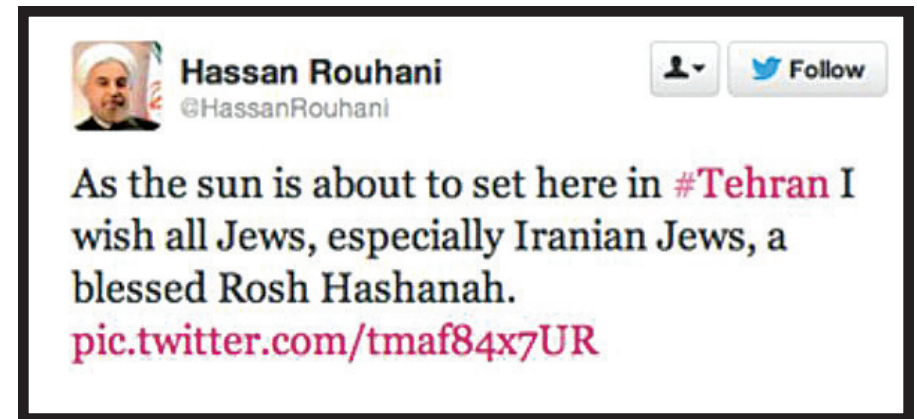 Hassan Rouhani
@HassanRouhani
Follow
As the sun is about to set here in #Tehran I
wish all Jews, especially Iranian Jews, a
blessed Rosh Hashanah.
pic.twitter.com/tmaf84x7UR